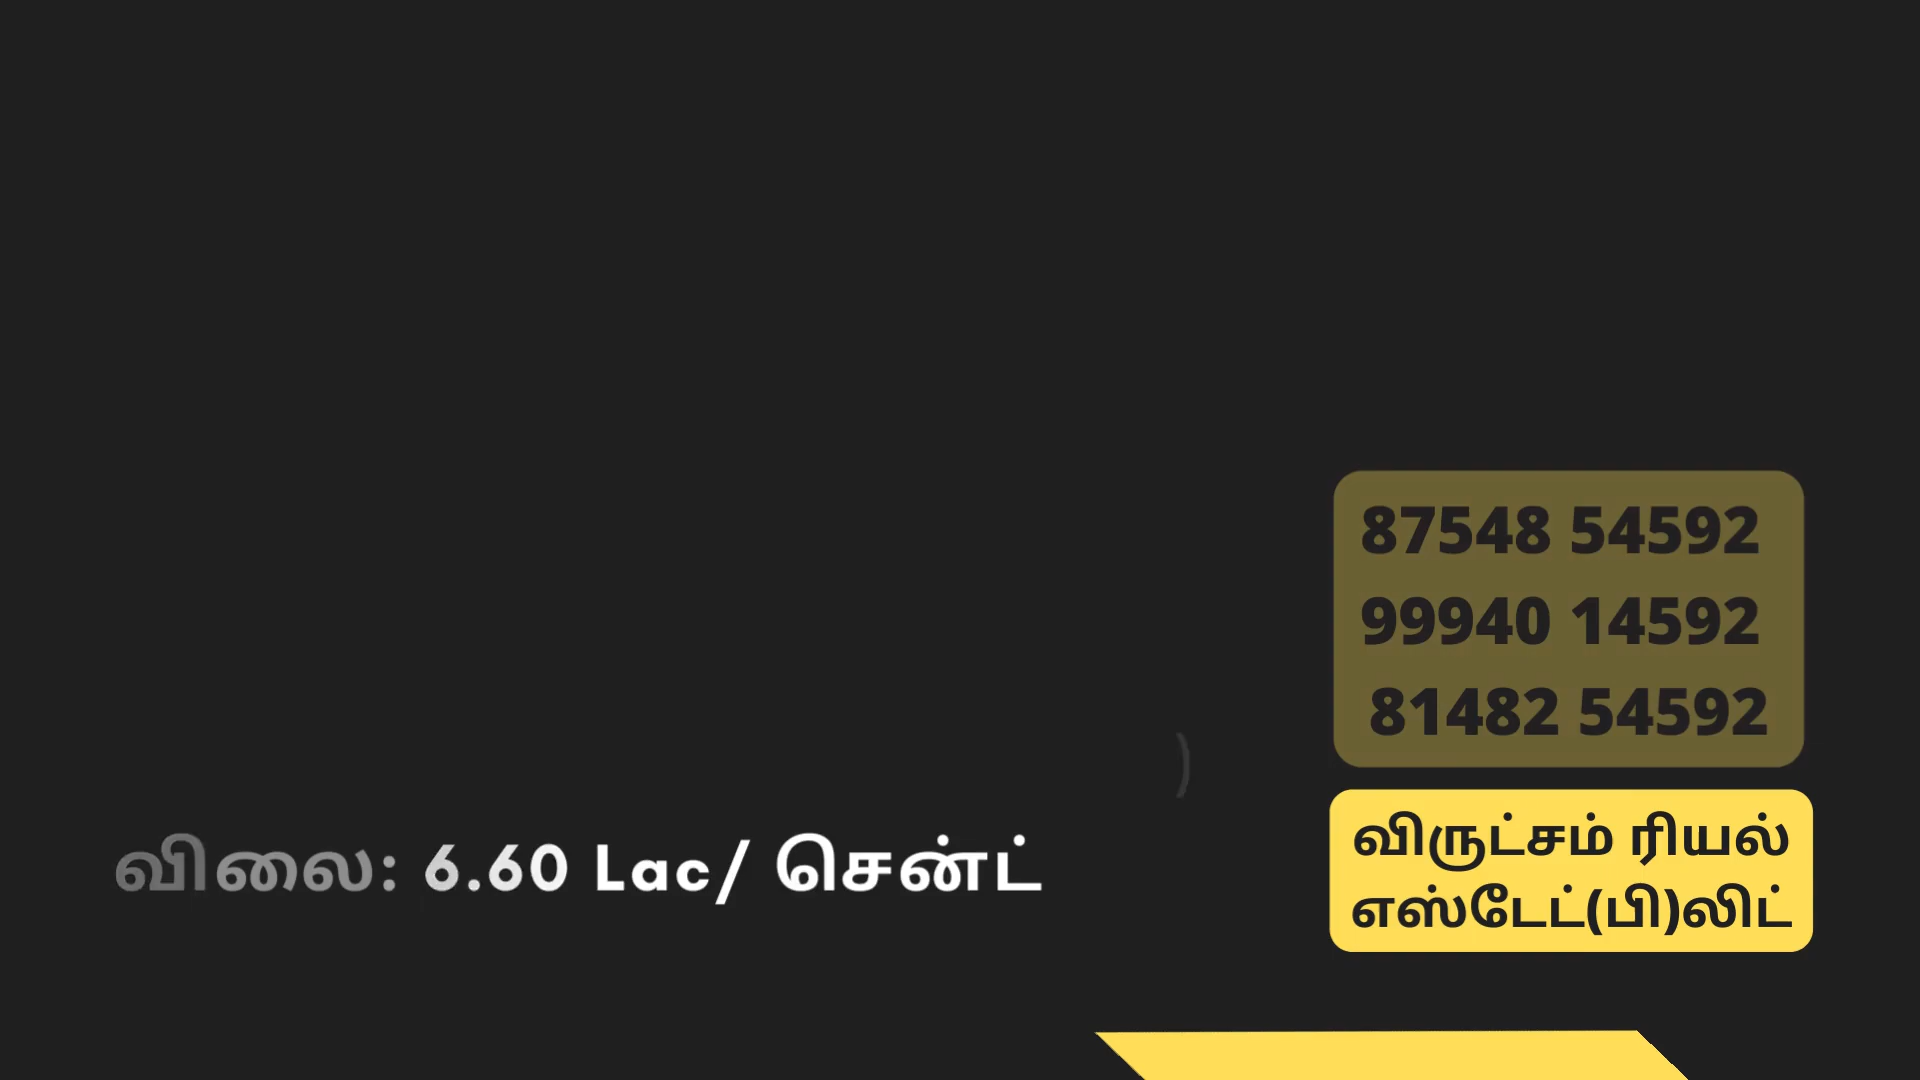 87548 54592
99940 14592
81482 54592
)
விலை: 6.60 Lac/ சென்ட்
விருட்சம் ரியல்
எஸ்டேட்(பி)லிட்